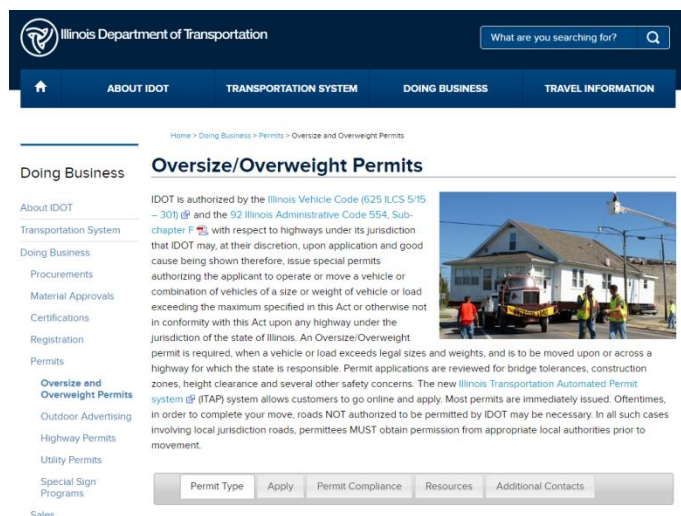 Illinois Department of Transportation
What are you searching for?
ABOUT IDOT
TRANSPORTATION SYSTEM
DOING BUSINESS
TRAVEL INFORMATION
Home > Doing Business > Permits > Oversize and Overweight Permits
Doing Business
About IDOT
Transportation System
Doing Business
Procurements
Material Approvals
Certifications
Registration
Permits
Oversize and
Overweight Permits
Outdoor Advertising
Highway Permits
Utility Permits
Special Sign
Programs
Sales
Oversize/Overweight Permits
IDOT is authorized by the Illinois Vehicle Code (625 ILCS 5/15
– 301) and the 92 Illinois Administrative Code 554, Sub-
chapter F with respect to highways under its jurisdiction
that IDOT may, at their discretion, upon application and good
cause being shown therefore, issue special permits
authorizing the applicant to operate or move a vehicle or
combination of vehicles of a size or weight of vehicle or load
exceeding the maximum specified in this Act or otherwise not
in conformity with this Act upon any highway under the
jurisdiction of the state of Illinois. An Oversize/Overweight
permit is required, when a vehicle or load exceeds legal sizes and weights, and is to be moved upon or across a
highway for which the state is responsible. Permit applications are reviewed for bridge tolerances, construction
zones, height clearance and several other safety concerns. The new Illinois Transportation Automated Permit
system (ITAP) system allows customers to go online and apply. Most permits are immediately issued. Oftentimes,
in order to complete your move, roads NOT authorized to be permitted by IDOT may be necessary. In all such cases
involving local jurisdiction roads, permittees MUST obtain permission from appropriate local authorities prior to
movement.
Permit Type
Apply
Permit Compliance
Resources
Additional Contacts